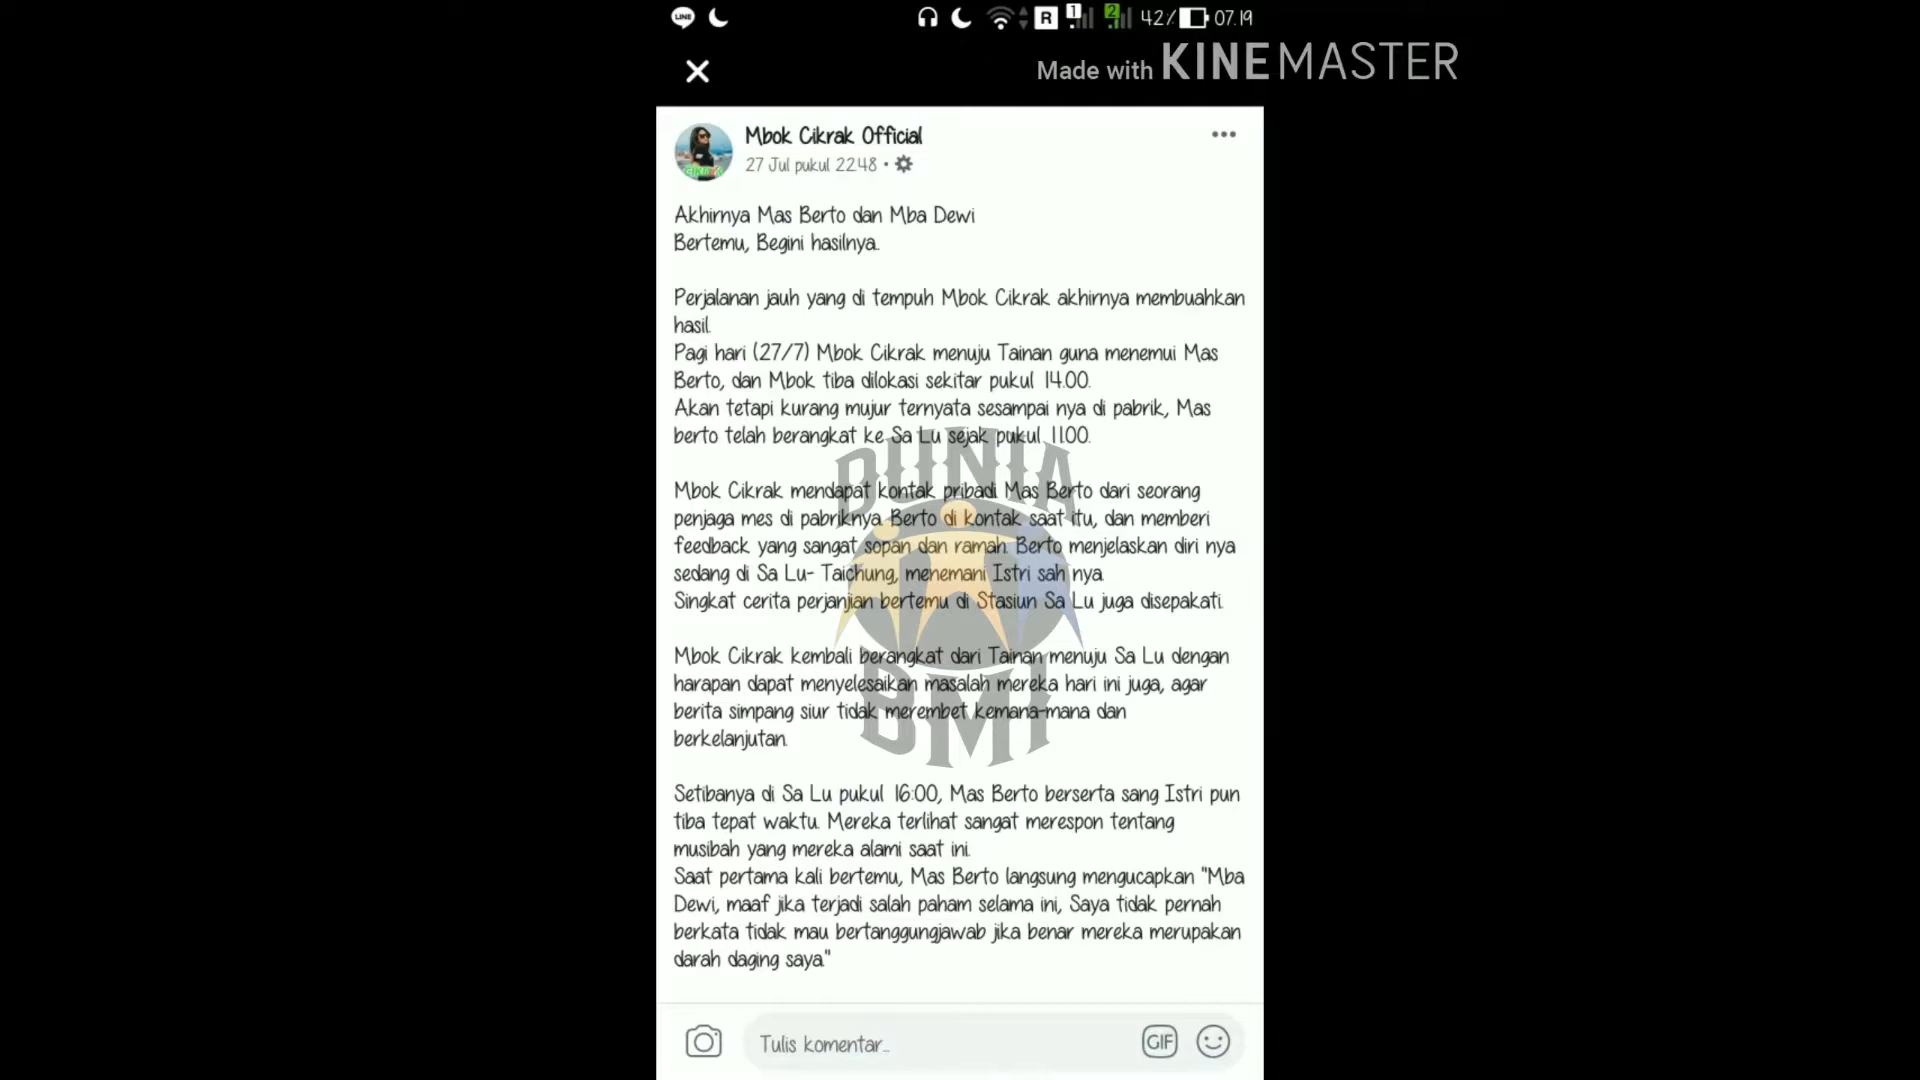 LINE
R 1 2 42% 07.19
Made with KINEMASTER
Mbok Cikrak Official
27 Jul pukul 22.48 •
Akhirnya Mas Berto dan Mba Dewi
Bertemu, Begini hasilnya.
Perjalanan jauh yang di tempuh Mbok Cikrak akhirnya membuahkan
hasil.
Pagi hari (27/7) Mbok Cikrak menuju Tainan guna menemui Mas
Berto, dan Mbok tiba dilokasi sekitar pukul 14.00.
Akan tetapi kurang mujur ternyata sesampai nya di pabrik, Mas
berto telah berangkat ke Sa Lu sejak pukul 11.00.
Mbok Cikrak mendapat kontak pribadi Mas Berto dari seorang
penjaga mes di pabriknya. Berto di kontak saat itu, dan memberi
feedback yang sangat sopan dan ramah. Berto menjelaskan diri nya
sedang di Sa Lu- Taichung, menemani Istri sah nya.
Singkat cerita perjanjian bertemu di Stasiun Sa Lu juga disepakati.
Mbok Cikrak kembali berangkat dari Tainan menuju Sa Lu dengan
harapan dapat menyelesaikan masalah mereka hari ini juga, agar
berita simpang siur tidak merembet kemana-mana dan
berkelanjutan.
Setibanya di Sa Lu pukul 16:00, Mas Berto berserta sang Istri pun
tiba tepat waktu. Mereka terlihat sangat merespon tentang
musibah yang mereka alami saat ini.
Saat pertama kali bertemu, Mas Berto langsung mengucapkan "Mba
Dewi, maaf jika terjadi salah paham selama ini, Saya tidak pernah
berkata tidak mau bertanggungjawab jika benar mereka merupakan
darah daging saya."
DUNIA
BMI
Tulis komentar...
GIF